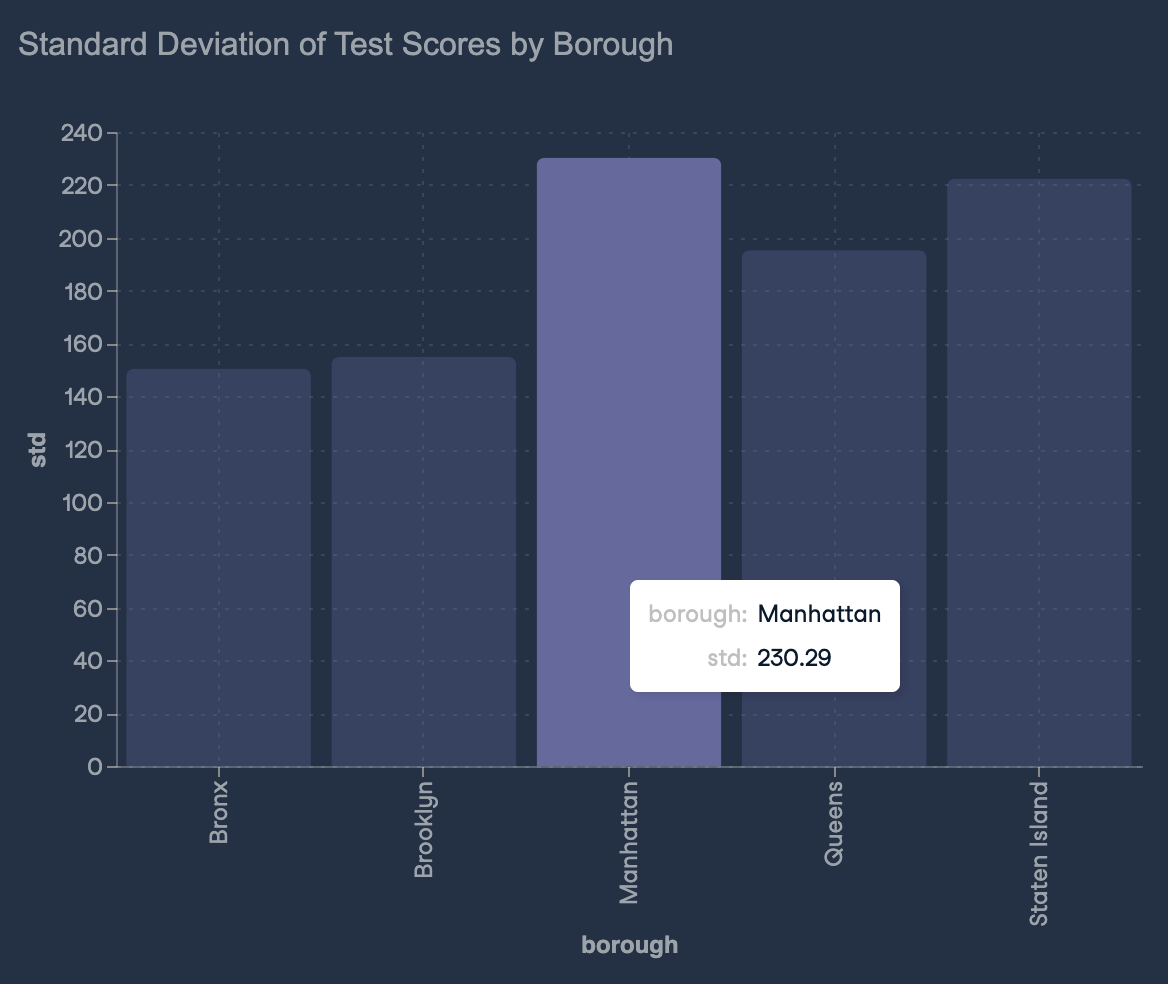 Standard Deviation of Test Scores by Borough
240
220
200
180
160
140
120
100
80
60
40
20
0
std
borough: Manhattan
std: 230.29
Bronx
Brooklyn
Manhattan
Queens
Staten Island
borough